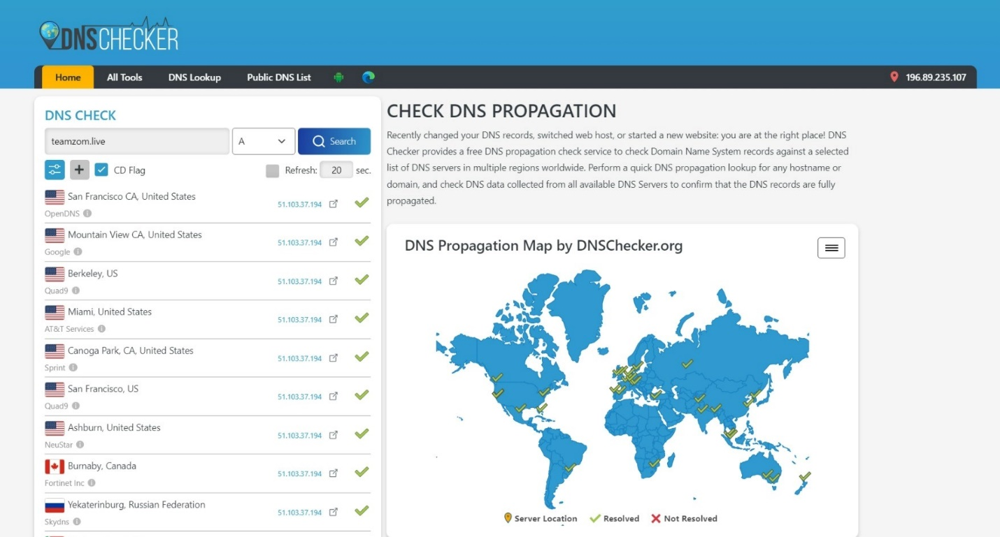 DNSCHECKER
Home All Tools DNS Lookup Public DNS List 196.89.235.107
DNS CHECK
teamzom.live A Search
CD Flag Refresh: 20 sec.
San Francisco CA, United States
OpenDNS
51.103.37.194
Mountain View CA, United States
Google
51.103.37.194
Berkeley, US
Quad9
51.103.37.194
Miami, United States
AT&T Services
51.103.37.194
Canoga Park, CA, United States
Sprint
51.103.37.194
San Francisco, US
Quad9
51.103.37.194
Ashburn, United States
NeuStar
51.103.37.194
Burnaby, Canada
Fortinet Inc
51.103.37.194
Yekaterinburg, Russian Federation
Skydns
51.103.37.194
CHECK DNS PROPAGATION
Recently changed your DNS records, switched web host, or started a new website: you are at the right place! DNS
Checker provides a free DNS propagation check service to check Domain Name System records against a selected
list of DNS servers in multiple regions worldwide. Perform a quick DNS propagation lookup for any hostname or
domain, and check DNS data collected from all available DNS Servers to confirm that the DNS records are fully
propagated.
DNS Propagation Map by DNSChecker.org
Server Location Resolved Not Resolved